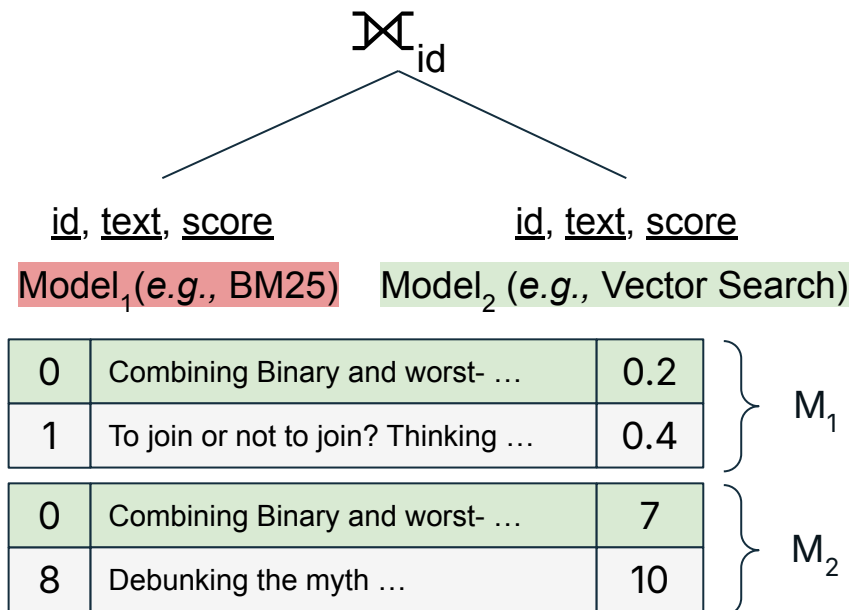 ⟗id
id, text, score
id, text, score
Model₁(e.g., BM25)
Model₂ (e.g., Vector Search)
0 Combining Binary and worst- … 0.2
1 To join or not to join? Thinking … 0.4
M₁
0 Combining Binary and worst- … 7
8 Debunking the myth … 10
M₂